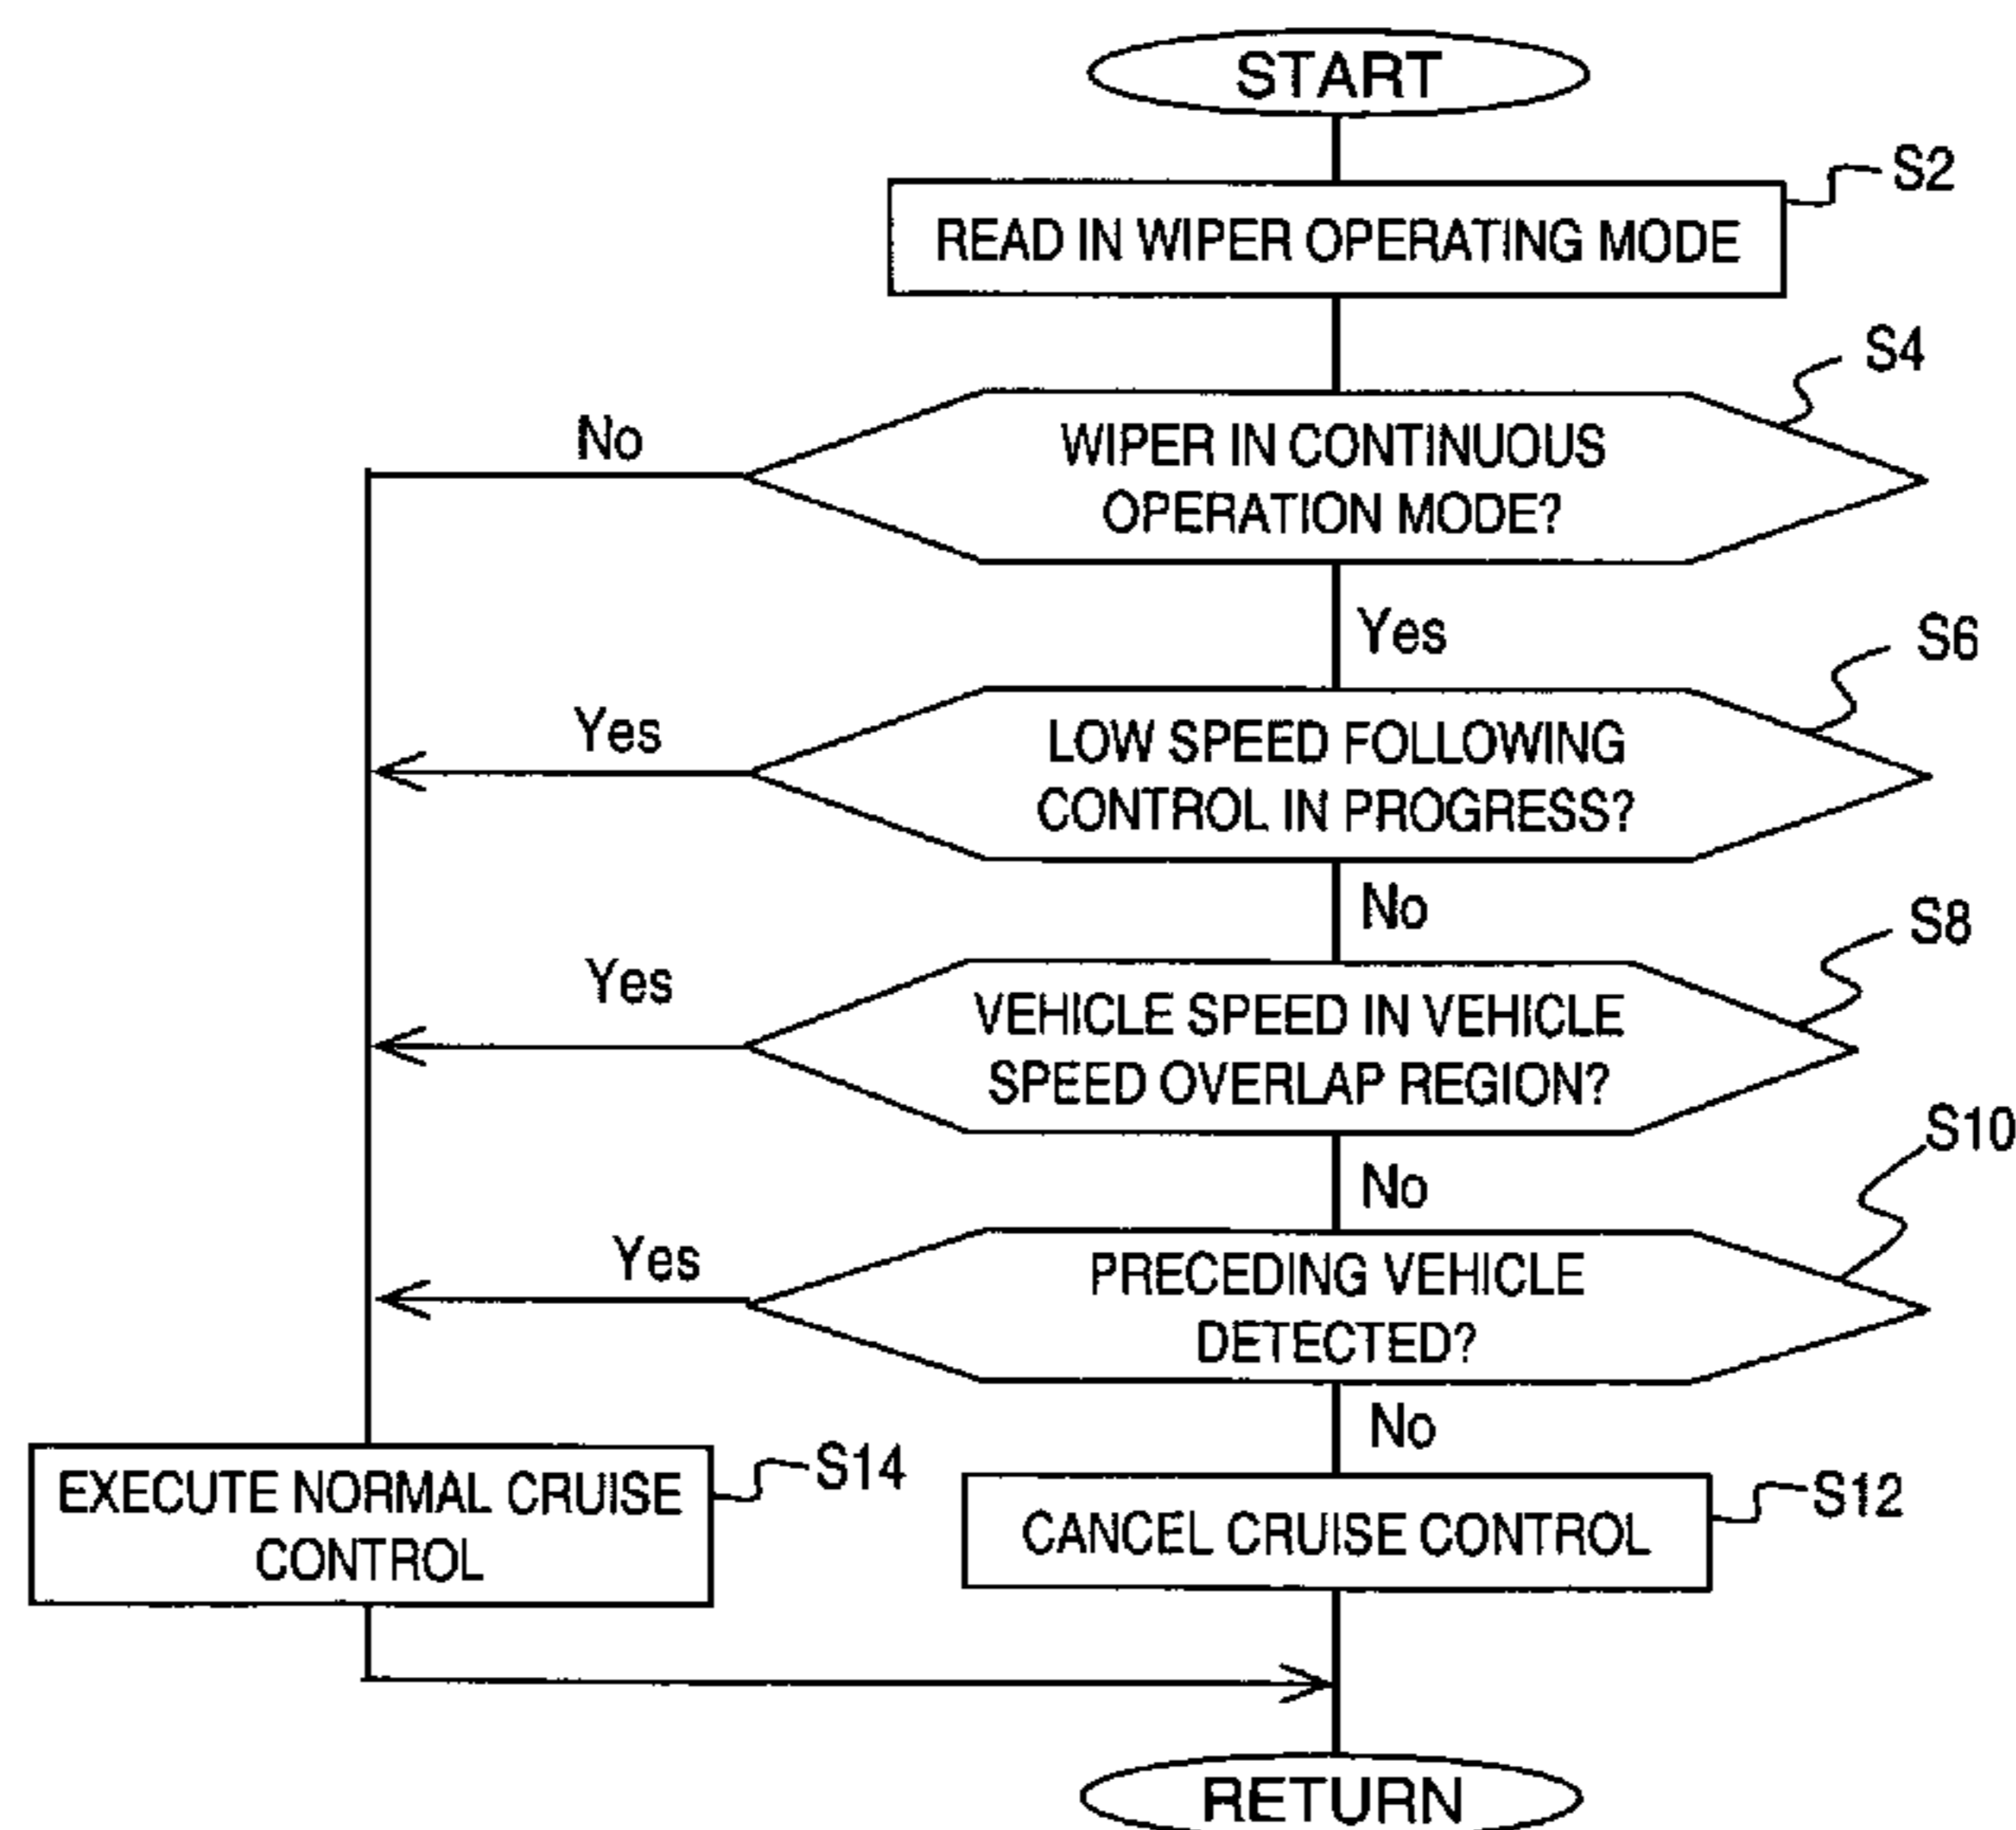 START
S2
READ IN WIPER OPERATING MODE
S4
No
WIPER IN CONTINUOUS
OPERATION MODE?
Yes
S6
Yes
LOW SPEED FOLLOWING
CONTROL IN PROGRESS?
No
S8
Yes
VEHICLE SPEED IN VEHICLE
SPEED OVERLAP REGION?
S10
No
Yes
PRECEDING VEHICLE
DETECTED?
No
EXECUTE NORMAL CRUISE
CONTROL
S14
CANCEL CRUISE CONTROL
S12
RETURN